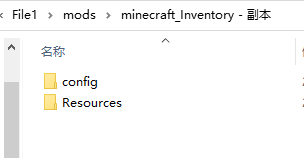 File1 > mods > minecraft_Inventory - 副本
名称
config
Resources